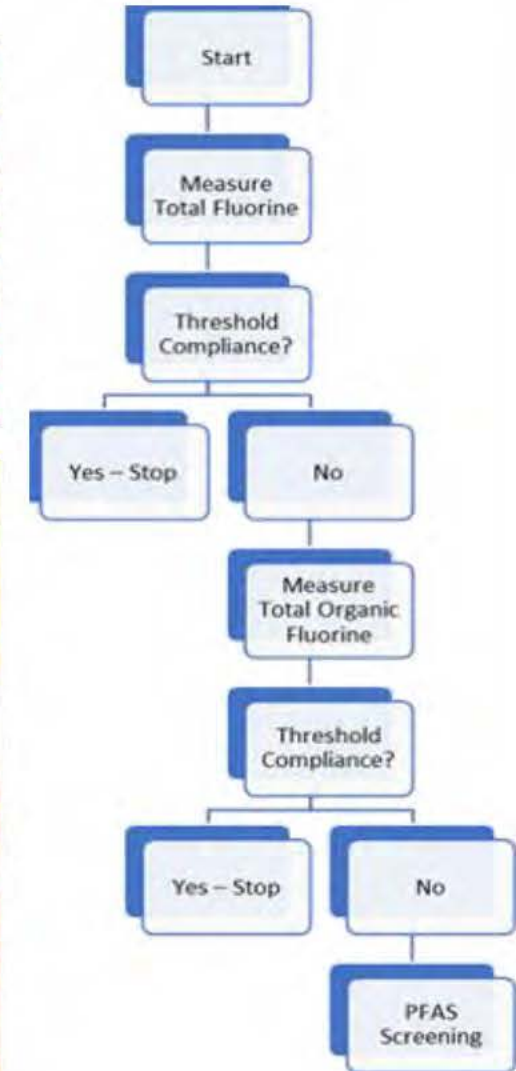 Start
Measure
Total Fluorine
Threshold
Compliance?
Yes – Stop
No
Measure
Total Organic
Fluorine
Threshold
Compliance?
Yes – Stop
No
PFAS
Screening